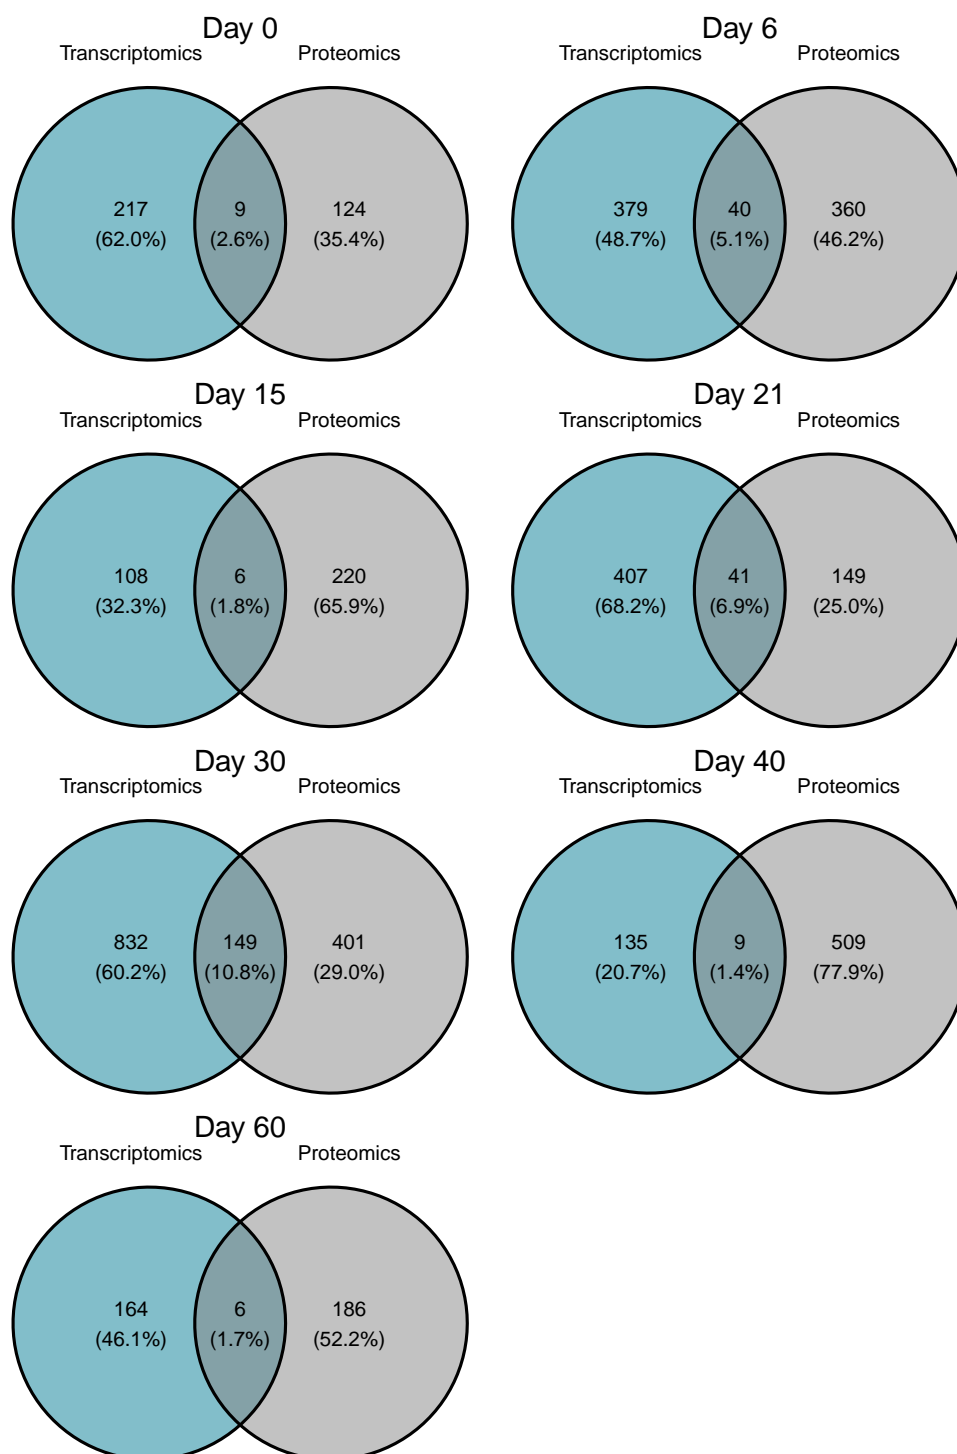 Day 0
Transcriptomics Proteomics
217 9 124
(62.0%) (2.6%) (35.4%)
Day 6
Transcriptomics Proteomics
379 40 360
(48.7%) (5.1%) (46.2%)
Day 15
Transcriptomics Proteomics
108 6 220
(32.3%) (1.8%) (65.9%)
Day 21
Transcriptomics Proteomics
407 41 149
(68.2%) (6.9%) (25.0%)
Day 30
Transcriptomics Proteomics
832 149 401
(60.2%) (10.8%) (29.0%)
Day 40
Transcriptomics Proteomics
135 9 509
(20.7%) (1.4%) (77.9%)
Day 60
Transcriptomics Proteomics
164 6 186
(46.1%) (1.7%) (52.2%)